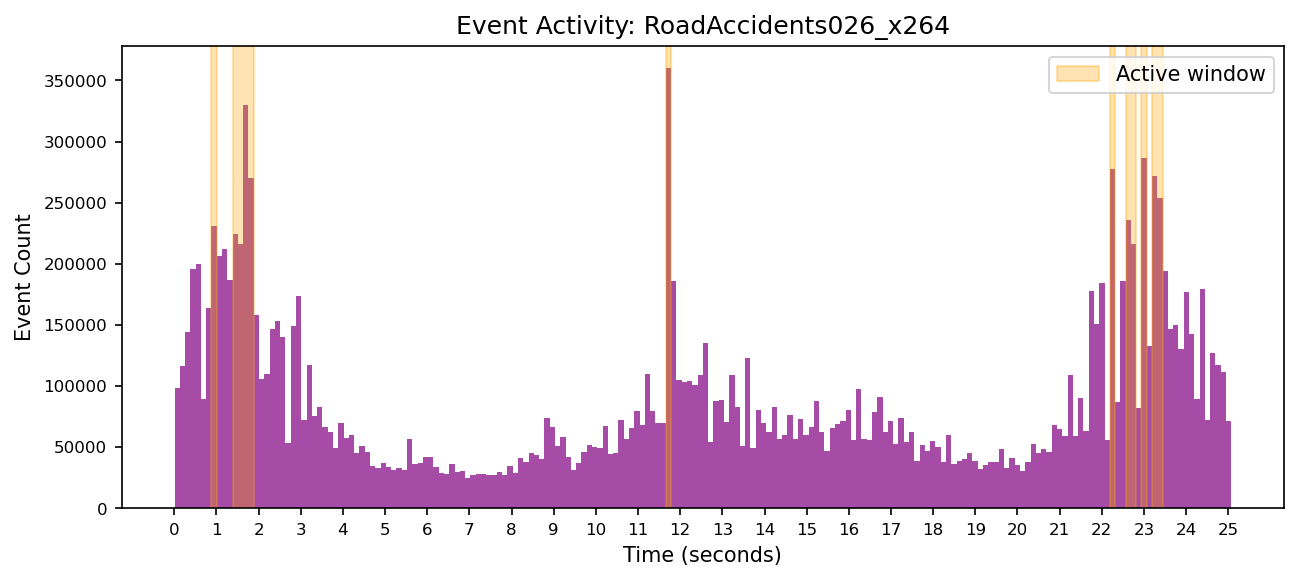 Event Activity: RoadAccidents026_x264
Active window
Event Count
350000
300000
250000
200000
150000
100000
50000
0
0 1 2 3 4 5 6 7 8 9 10 11 12 13 14 15 16 17 18 19 20 21 22 23 24 25
Time (seconds)